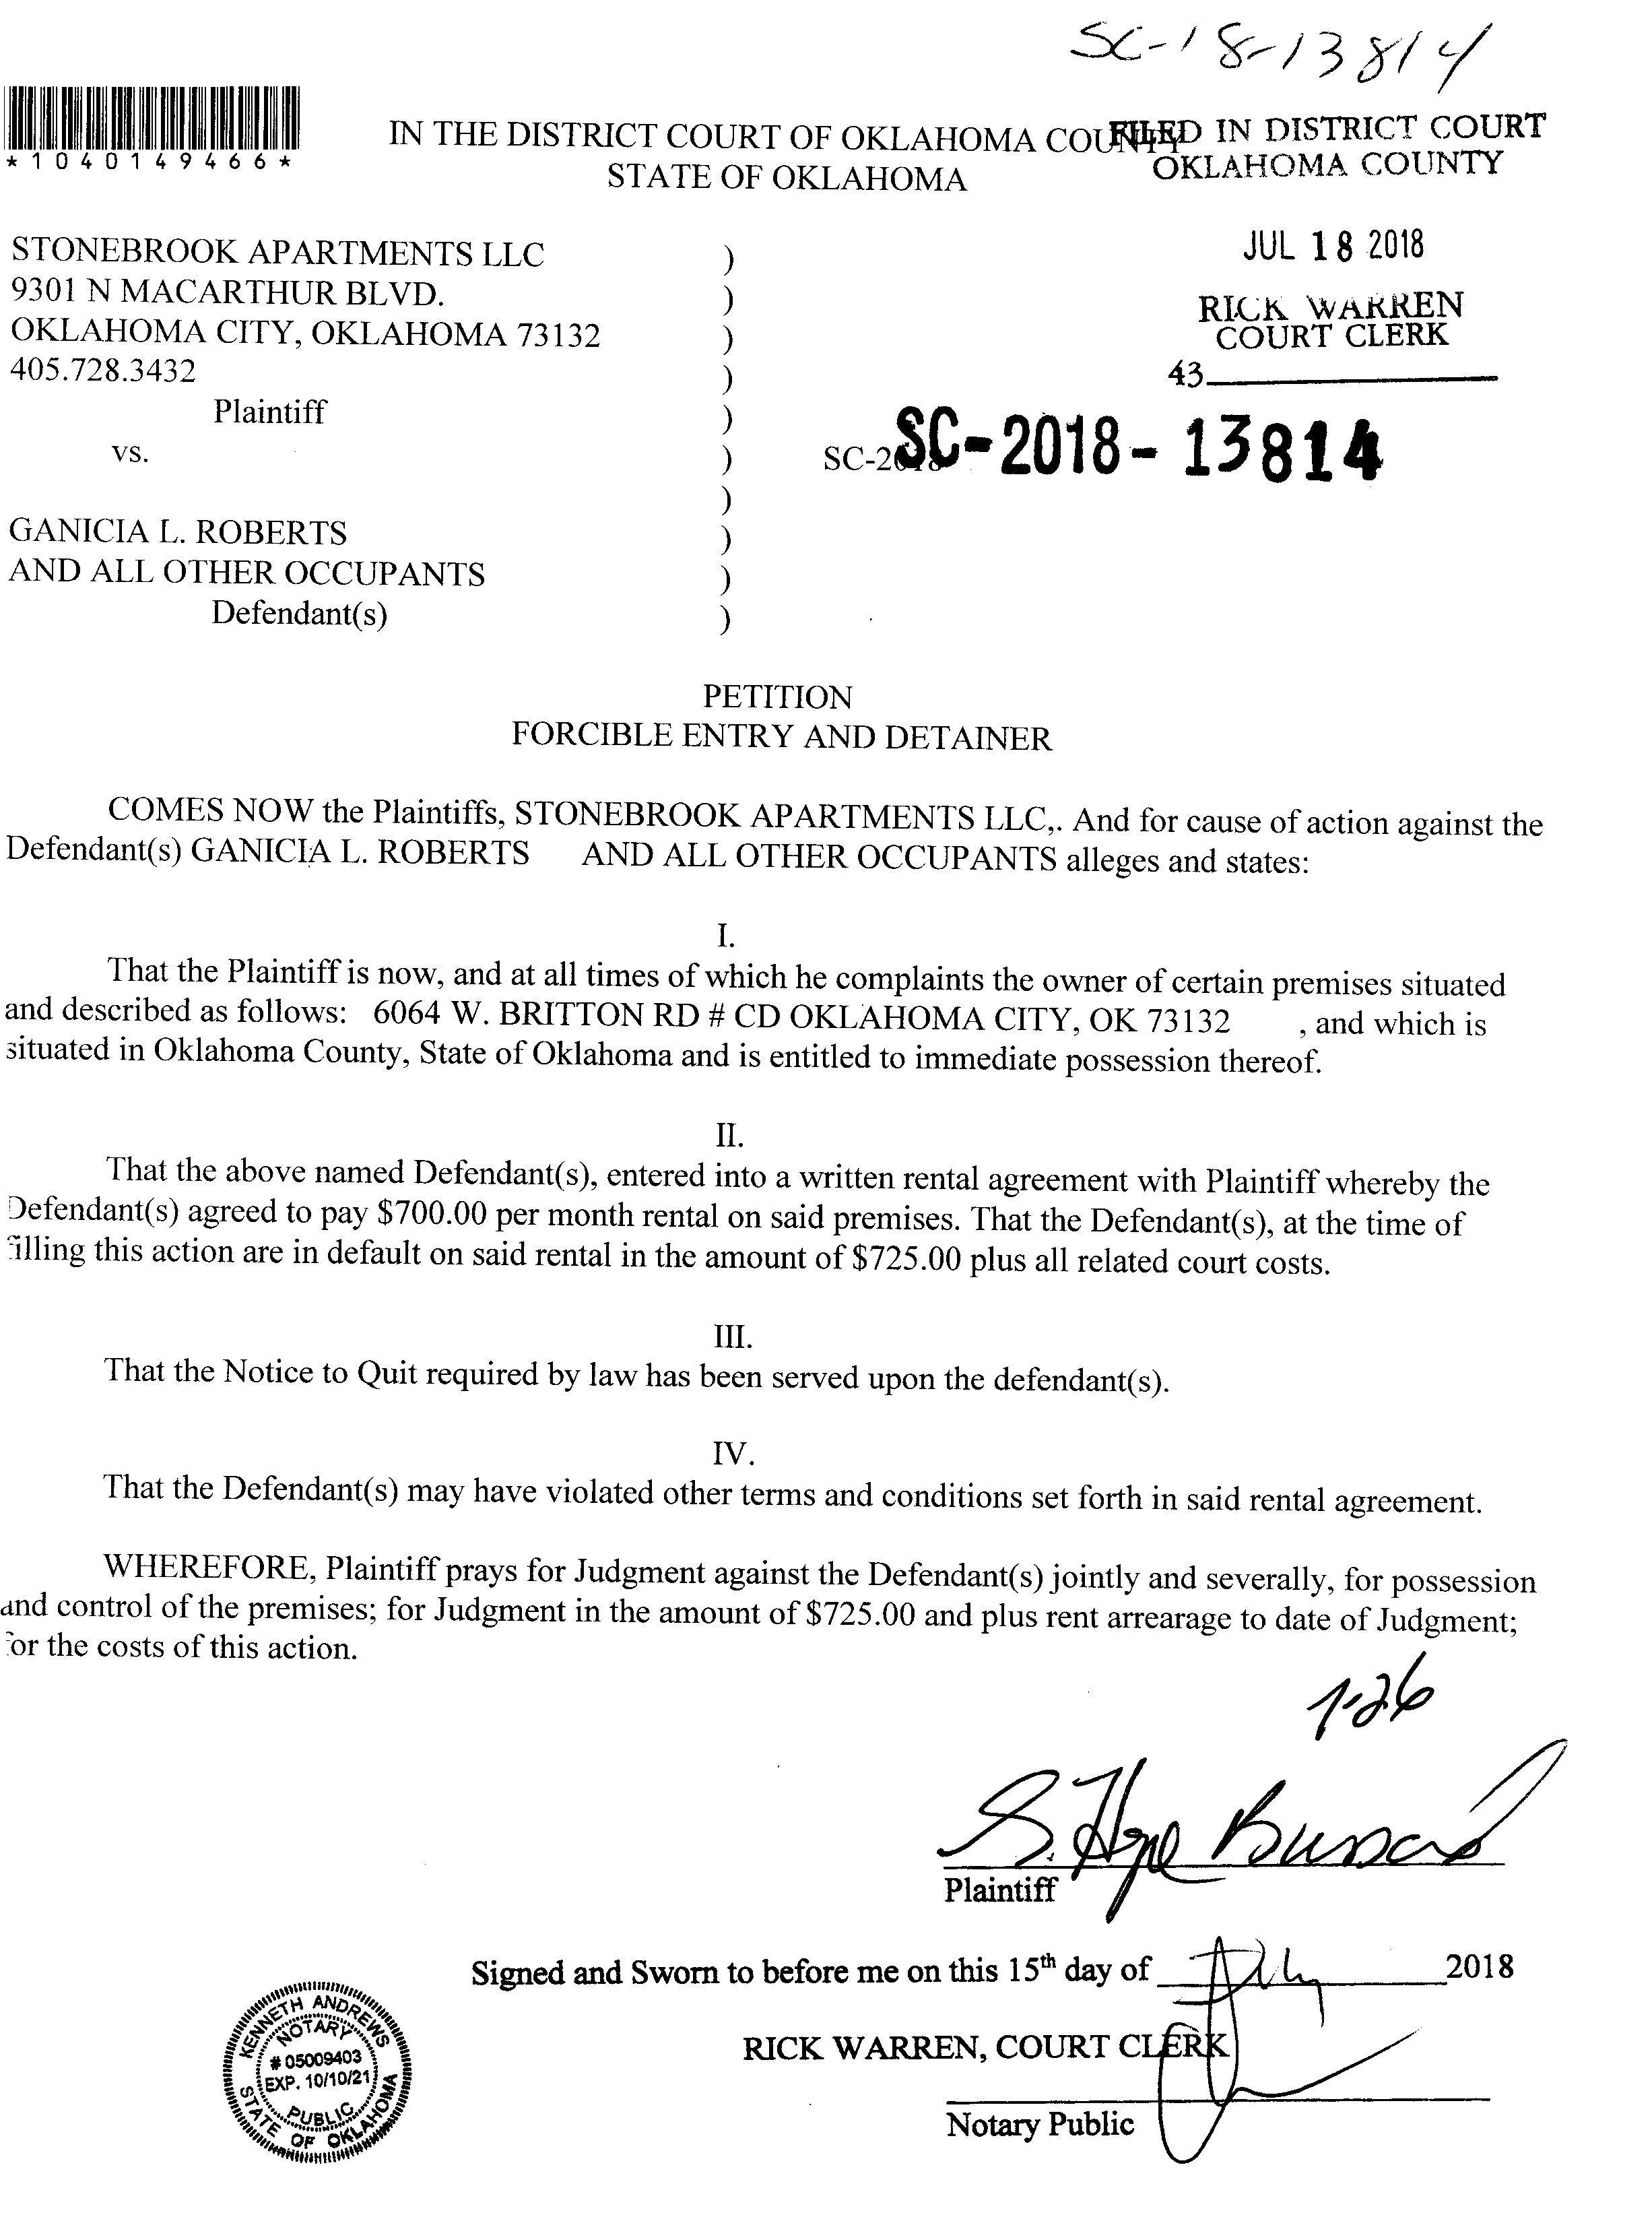 SC-18-13814
*1040149466*
IN THE DISTRICT COURT OF OKLAHOMA COUNTY
STATE OF OKLAHOMA
FILED IN DISTRICT COURT
OKLAHOMA COUNTY
JUL 18 2018
RICK WARREN
COURT CLERK
43
STONEBROOK APARTMENTS LLC )
9301 N MACARTHUR BLVD. )
OKLAHOMA CITY, OKLAHOMA 73132 )
405.728.3432 )
Plaintiff )
vs. ) SC-2018 SC-2018-13814
)
GANICIA L. ROBERTS )
AND ALL OTHER OCCUPANTS )
Defendant(s) )
PETITION
FORCIBLE ENTRY AND DETAINER
COMES NOW the Plaintiffs, STONEBROOK APARTMENTS LLC,. And for cause of action against the
Defendant(s) GANICIA L. ROBERTS AND ALL OTHER OCCUPANTS alleges and states:
I.
That the Plaintiff is now, and at all times of which he complaints the owner of certain premises situated
and described as follows: 6064 W. BRITTON RD # CD OKLAHOMA CITY, OK 73132 , and which is
situated in Oklahoma County, State of Oklahoma and is entitled to immediate possession thereof.
II.
That the above named Defendant(s), entered into a written rental agreement with Plaintiff whereby the
Defendant(s) agreed to pay $700.00 per month rental on said premises. That the Defendant(s), at the time of
filling this action are in default on said rental in the amount of $725.00 plus all related court costs.
III.
That the Notice to Quit required by law has been served upon the defendant(s).
IV.
That the Defendant(s) may have violated other terms and conditions set forth in said rental agreement.
WHEREFORE, Plaintiff prays for Judgment against the Defendant(s) jointly and severally, for possession
and control of the premises; for Judgment in the amount of $725.00 and plus rent arrearage to date of Judgment;
for the costs of this action.
7-26
S. Hope Bussard
Plaintiff
Signed and Sworn to before me on this 15th day of July 2018
RICK WARREN, COURT CLERK
Notary Public
KENNETH ANDREWS
NOTARY
# 05009403
EXP. 10/10/21
PUBLIC
STATE OF OKLAHOMA